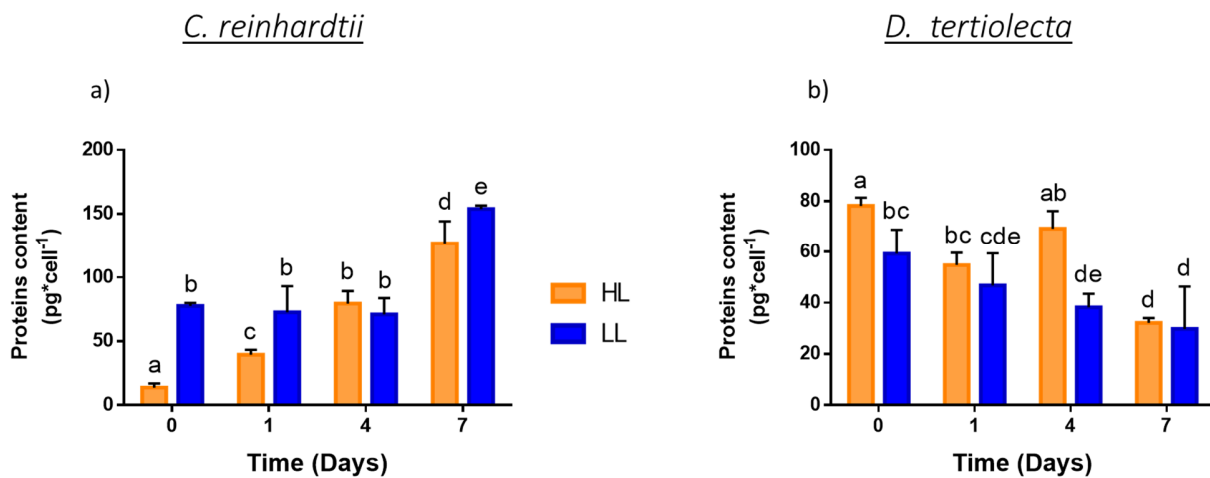 C. reinhardtii
D. tertiolecta
a)
200
150
100
50
0
Proteins content
(pg*cell-1)
a
b
c
b
b
b
d
e
0
1
4
7
Time (Days)
HL
LL
b)
100
80
60
40
20
0
Proteins content
(pg*cell-1)
a
bc
bc
cde
ab
de
d
d
0
1
4
7
Time (Days)